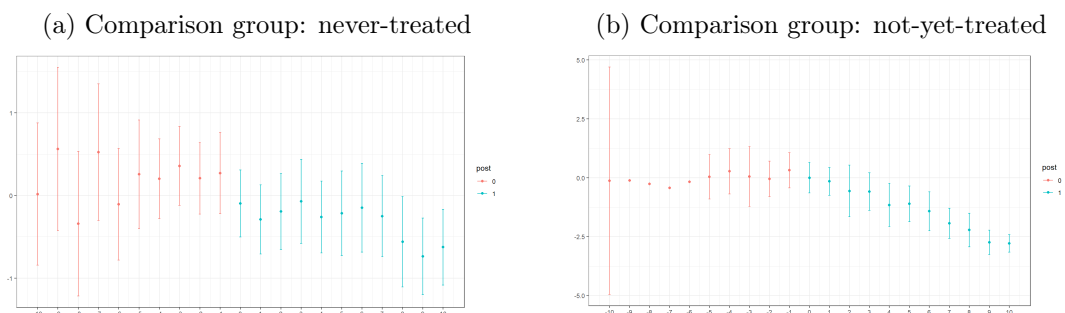 (a) Comparison group: never-treated
(b) Comparison group: not-yet-treated
1
0
-1
post
0
1
5.0
2.5
0.0
-2.5
-5.0
-10 -9 -8 -7 -6 -5 -4 -3 -2 -1 0 1 2 3 4 5 6 7 8 9 10
post
0
1